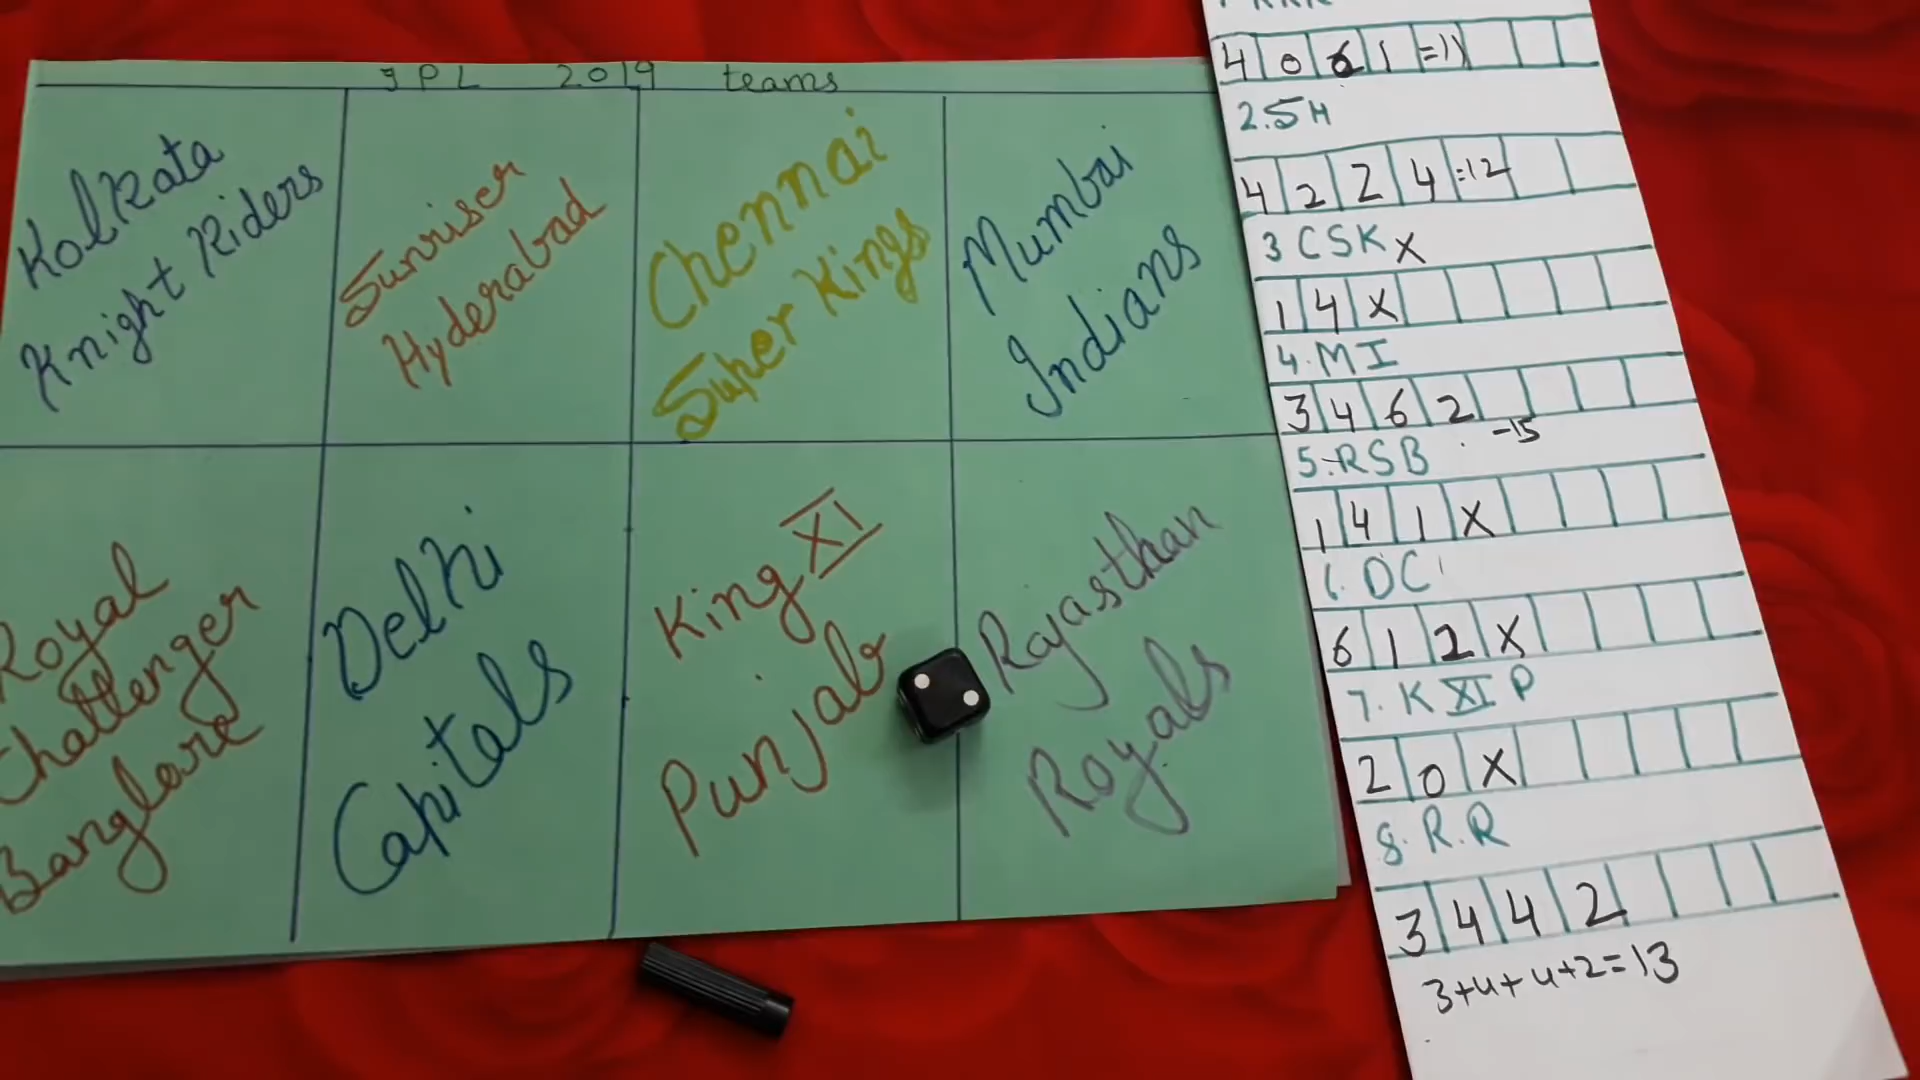 IPL 2019 teams
Kolkata
Knight Riders
Sunriser
Hyderabad
Chennai
Super Kings
Mumbai
Indians
Royal
Challenger
Banglore
Delhi
Capitals
King XI
Punjab
Rajasthan
Royals
4 0 6 1 =11
2.SH
4 2 2 4 =12
3 CSK X
1 4 X
4.MI
3 4 6 2
-15
5.RSB
1 4 1 X
6. DC
6 1 2 X
7. K XI P
2 0 X
8. R.R
3 4 4 2
3+4+4+2=13